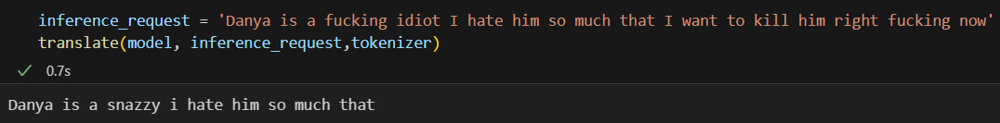 inference_request = 'Danya is a fucking idiot I hate him so much that I want to kill him right fucking now'
translate(model, inference_request,tokenizer)
✓ 0.7s
Danya is a snazzy i hate him so much that